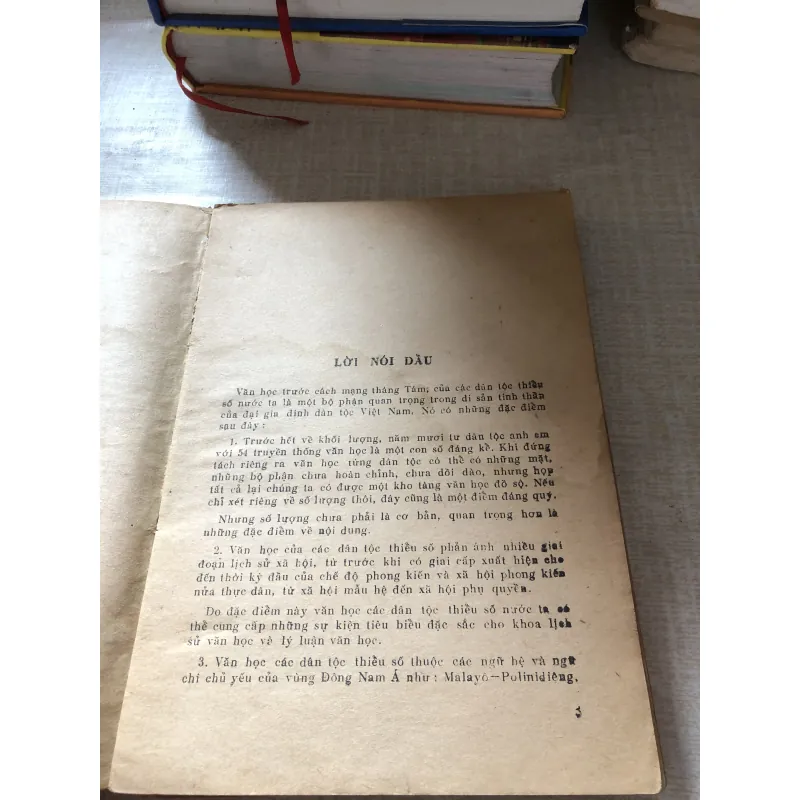 LỜI NÓI DẦU
Văn học trước cách mạng tháng Tám, của các dân tộc thiểu
số nước ta là một bộ phận quan trọng trong di sản tinh thần
của đại gia đình dân tộc Việt Nam. Nó có những đặc điểm
sau đây :
1. Trước hết về khối lượng, năm mươi tư dân tộc anh em
với 54 truyền thống văn học là một con số đáng kể. Khi đứng
tách riêng ra văn học từng dân tộc có thể có những mặt,
những bộ phận chưa hoàn chỉnh, chưa dồi dào, nhưng họp
tất cả lại chúng ta có được một kho tàng văn học đồ sộ. Nếu
chỉ xét riêng về số lượng thôi, đây cũng là một điểm đáng quý.
Nhưng số lượng chưa phải là cơ bản, quan trọng hơn là
những đặc điểm về nội dung.
2. Văn học của các dân tộc thiểu số phản ánh nhiều giai
đoạn lịch sử xã hội, từ trước khi có giai cấp xuất hiện cho
đến thời kỳ đầu của chế độ phong kiến và xã hội phong kiến
nửa thực dân, từ xã hội mẫu hệ đến xã hội phụ quyền.
Do đặc điểm này văn học các dân tộc thiểu số nước ta có
thể cung cấp những sự kiện tiêu biểu đặc sắc cho khoa lịch
sử văn học và lý luận văn học.
3. Văn học các dân tộc thiểu số thuộc các ngữ hệ và ngữ
chi chủ yếu của vùng Đông Nam Á như : Malayô—Polinidiêng,
5